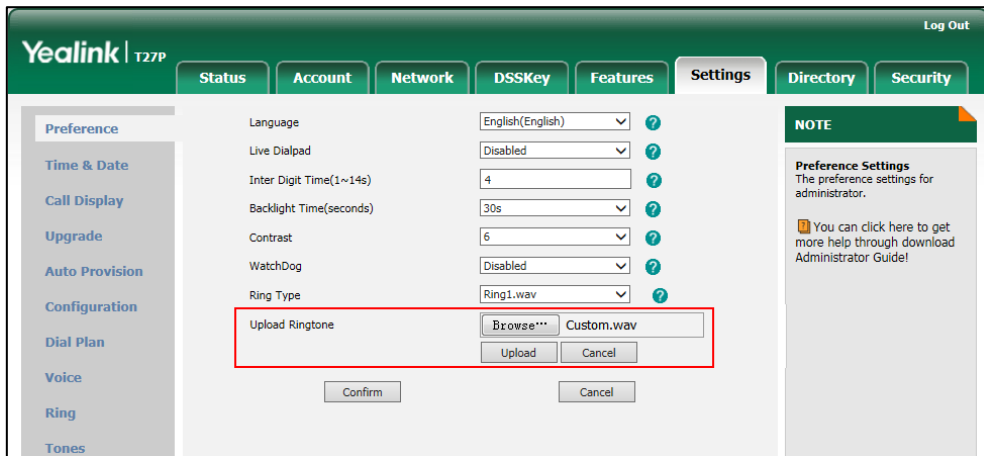 Log Out
Yealink T27P
Status Account Network DSSKey Features Settings Directory Security
Preference
Time & Date
Call Display
Upgrade
Auto Provision
Configuration
Dial Plan
Voice
Ring
Tones
Language English(English)
Live Dialpad Disabled
Inter Digit Time(1~14s) 4
Backlight Time(seconds) 30s
Contrast 6
WatchDog Disabled
Ring Type Ring1.wav
Upload Ringtone Browse··· Custom.wav
Upload Cancel
Confirm Cancel
NOTE
Preference Settings
The preference settings for
administrator.
You can click here to get
more help through download
Administrator Guide!